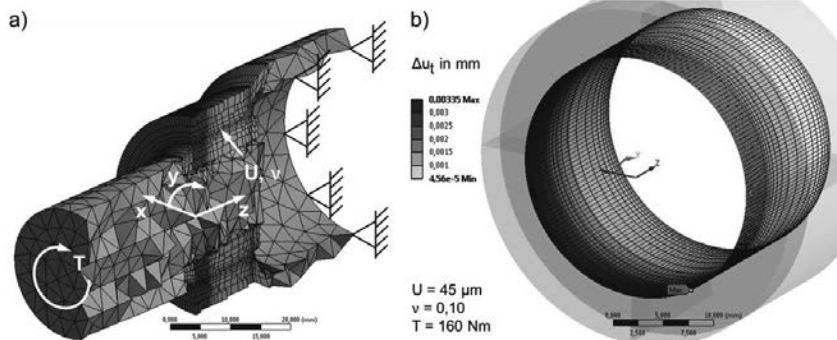 a)
U, ν
y
x
z
T
0,000
10,000
20,000 (mm)
5,000
15,000
b)
Δuₜ in mm
0,00335 Max
0,003
0,0025
0,002
0,0015
0,001
4,56e-5 Min
Y
Z
Max
U = 45 µm
ν = 0,10
T = 160 Nm
0,000
5,000
10,000 (mm)
2,500
7,500